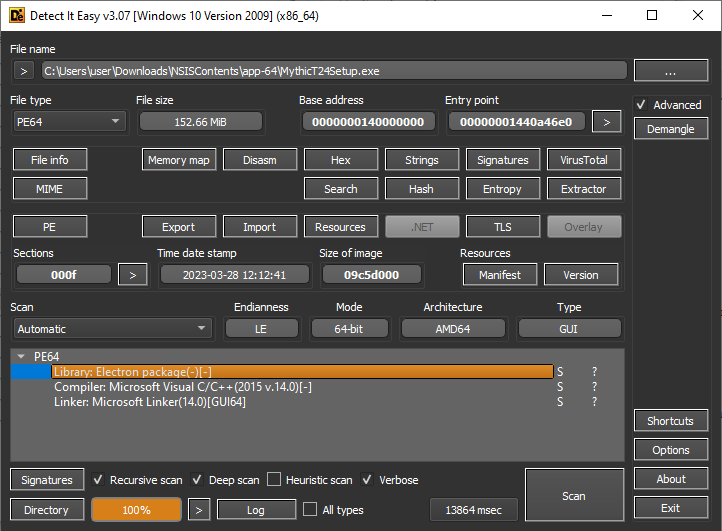 Detect It Easy v3.07 [Windows 10 Version 2009] (x86_64)
File name
> C:\Users\user\Downloads\NSISContents\app-64\MythicT24Setup.exe ...
File type File size Base address Entry point Advanced
PE64 152.66 MiB 0000000140000000 00000001440a46e0 > Demangle
File info Memory map Disasm Hex Strings Signatures VirusTotal
MIME Search Hash Entropy Extractor
PE Export Import Resources .NET TLS Overlay
Sections Time date stamp Size of image Resources
000f > 2023-03-28 12:12:41 09c5d000 Manifest Version
Scan Endianness Mode Architecture Type
Automatic LE 64-bit AMD64 GUI
PE64
Library: Electron package(-)[-] S ?
Compiler: Microsoft Visual C/C++(2015 v.14.0)[-] S ?
Linker: Microsoft Linker(14.0)[GUI64] S ?
Shortcuts
Options
Signatures Recursive scan Deep scan Heuristic scan Verbose Scan About
Directory 100% > Log All types 13864 msec Exit